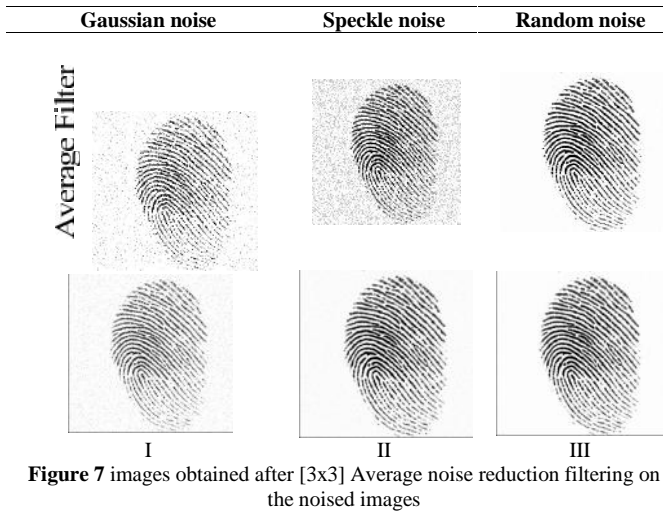 Gaussian noise Speckle noise Random noise
Average Filter
I II III
Figure 7 images obtained after [3x3] Average noise reduction filtering on
the noised images